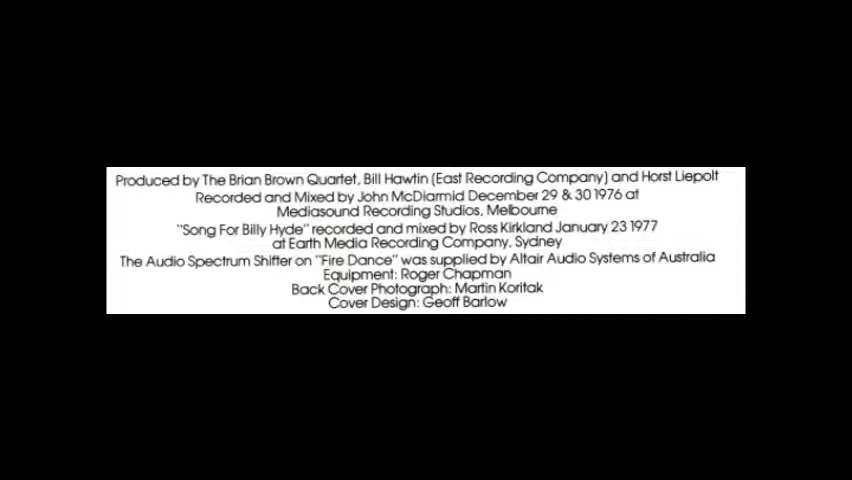 Produced by The Brian Brown Quartet, Bill Hawtin (East Recording Company) and Horst Liepolt
Recorded and Mixed by John McDiarmid December 29 & 30 1976 at
Mediasound Recording Studios, Melbourne
"Song For Billy Hyde" recorded and mixed by Ross Kirkland January 23 1977
at Earth Media Recording Company, Sydney
The Audio Spectrum Shifter on "Fire Dance" was supplied by Altair Audio Systems of Australia
Equipment: Roger Chapman
Back Cover Photograph: Martin Koritak
Cover Design: Geoff Barlow